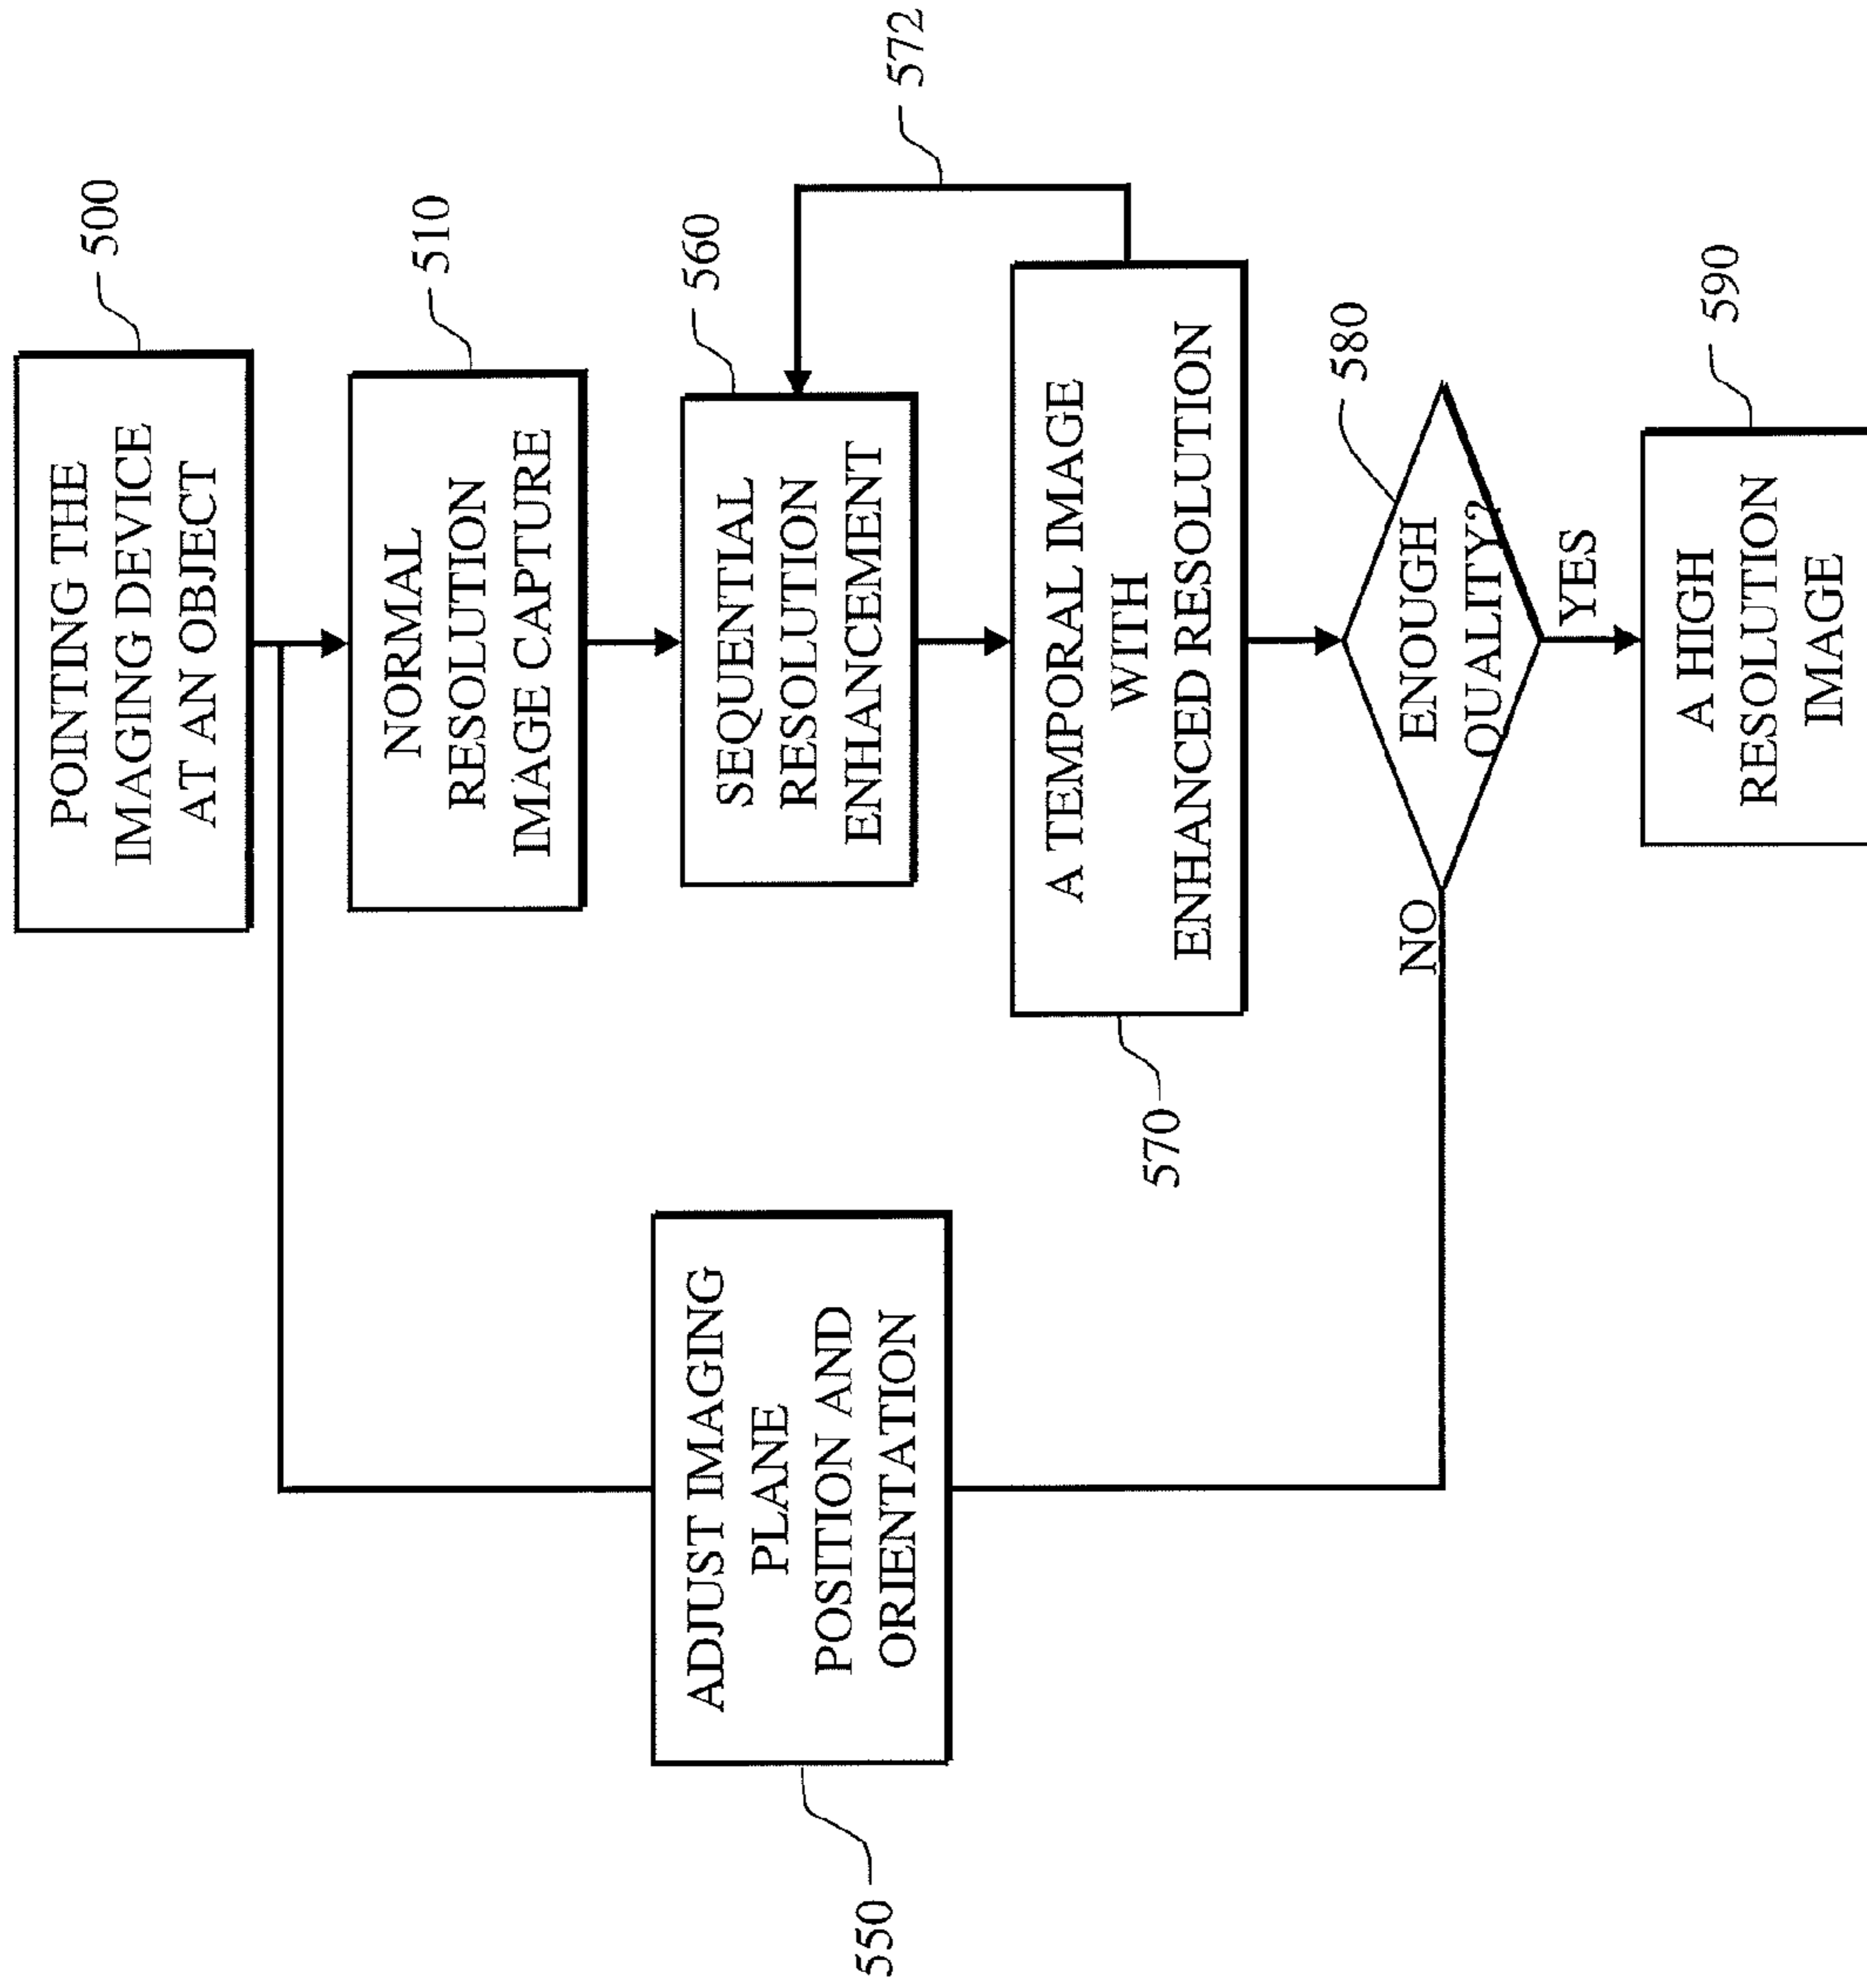 POINTING THE
IMAGING DEVICE
AT AN OBJECT
500
NORMAL
RESOLUTION
IMAGE CAPTURE
510
SEQUENTIAL
RESOLUTION
ENHANCEMENT
560
572
A TEMPORAL IMAGE
WITH
ENHANCED RESOLUTION
570
ENOUGH
QUALITY?
580
NO
YES
ADJUST IMAGING
PLANE
POSITION AND
ORIENTATION
550
A HIGH
RESOLUTION
IMAGE
590